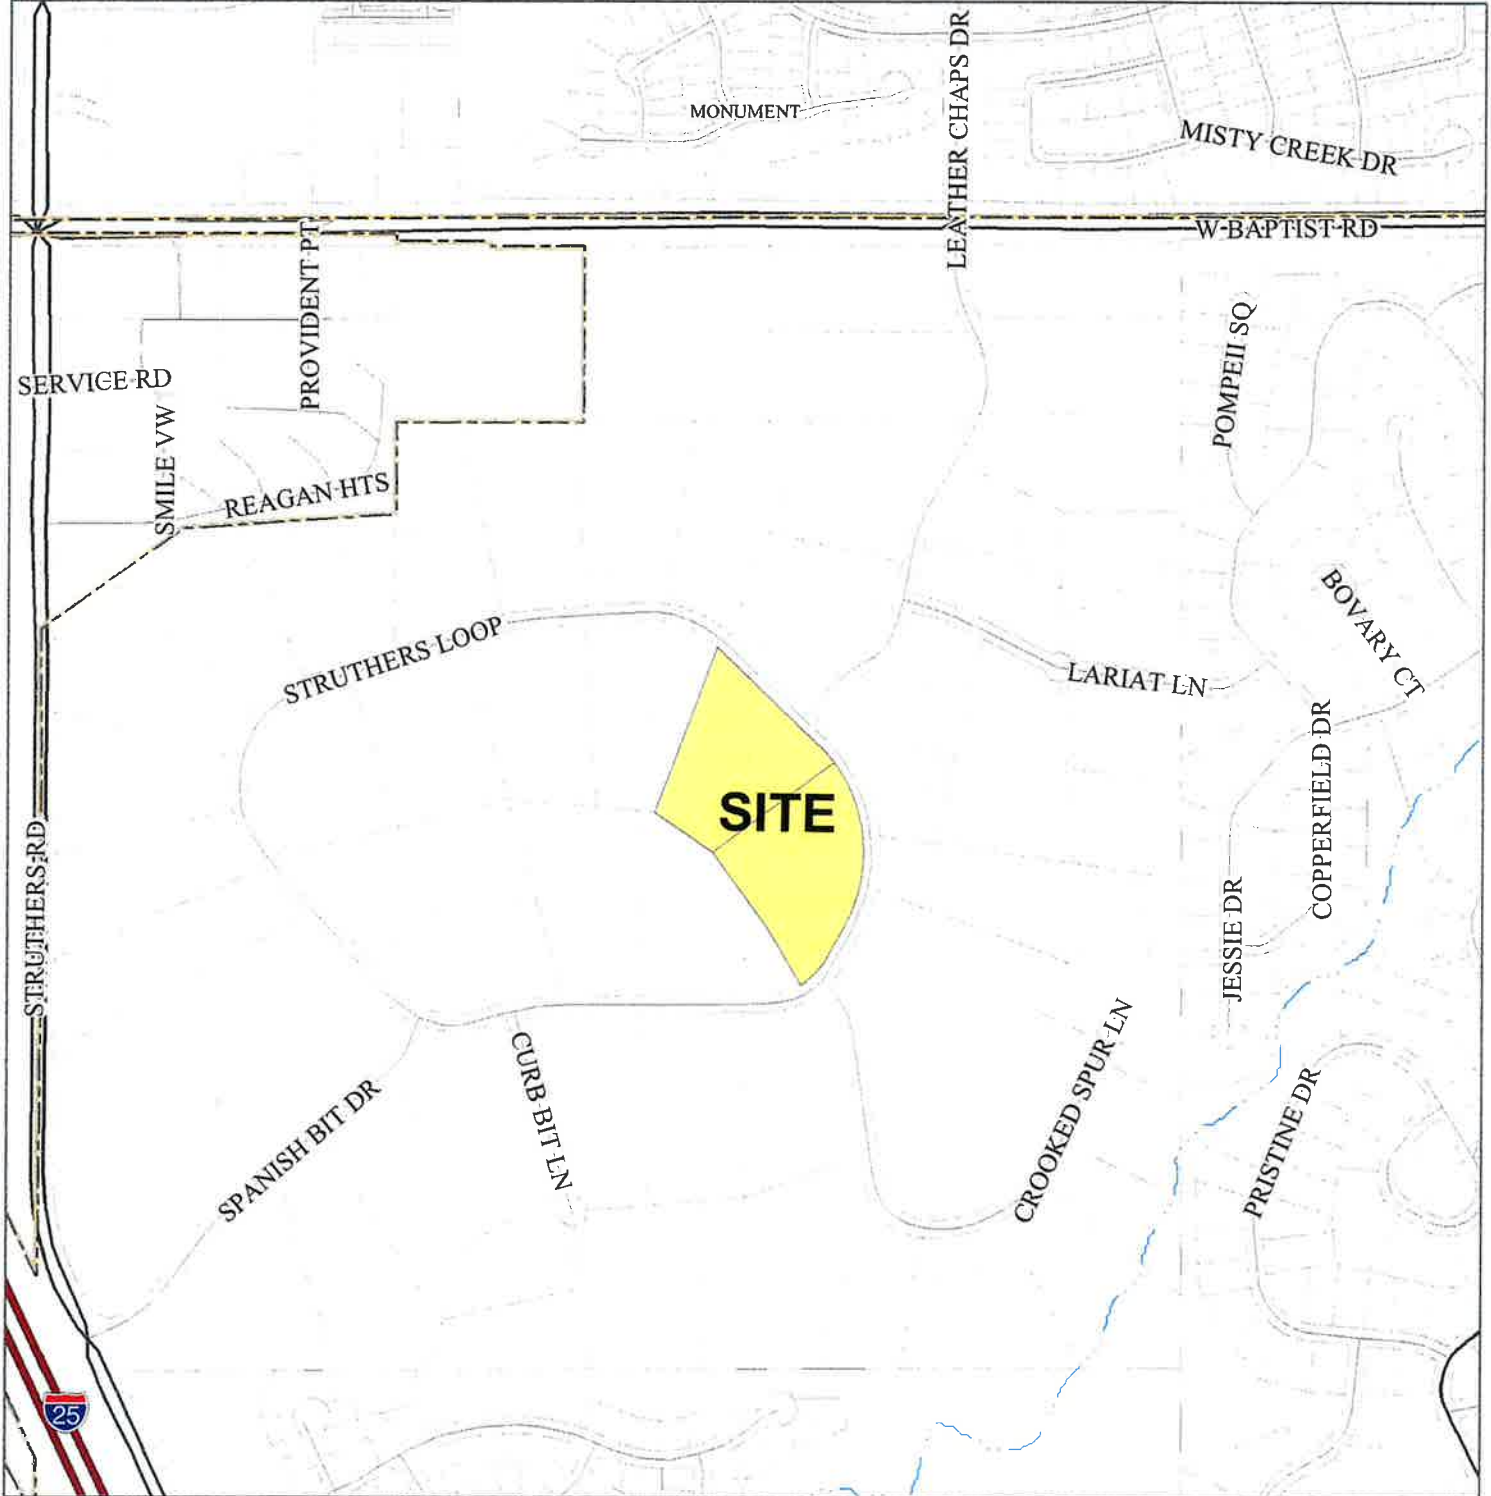 LEATHER CHAPS DR
MONUMENT
MISTY CREEK DR
W BAPTIST RD
PROVIDENT PT
SERVICE RD
SMILE VW
REAGAN HTS
POMPEII SQ
BOVARY CT
STRUTHERS LOOP
LARIAT LN
COPPERFIELD DR
SITE
STRUTHERS RD
JESSIE DR
CROOKED SPUR LN
CURB BIT LN
SPANISH BIT DR
PRISTINE DR
25